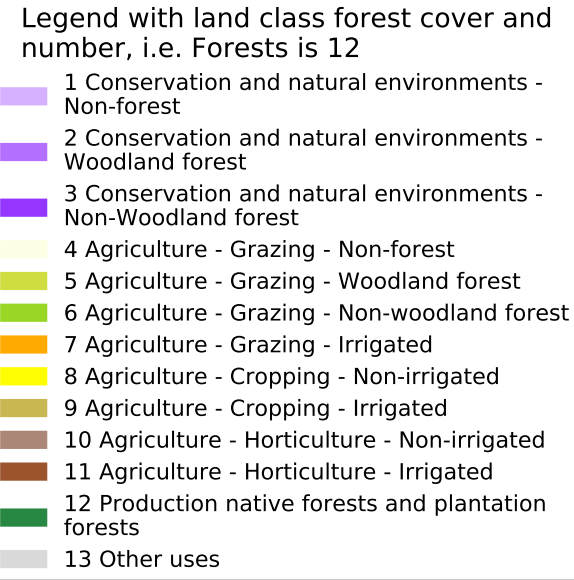 Legend with land class forest cover and
number, i.e. Forests is 12
1 Conservation and natural environments -
Non-forest
2 Conservation and natural environments -
Woodland forest
3 Conservation and natural environments -
Non-Woodland forest
4 Agriculture - Grazing - Non-forest
5 Agriculture - Grazing - Woodland forest
6 Agriculture - Grazing - Non-woodland forest
7 Agriculture - Grazing - Irrigated
8 Agriculture - Cropping - Non-irrigated
9 Agriculture - Cropping - Irrigated
10 Agriculture - Horticulture - Non-irrigated
11 Agriculture - Horticulture - Irrigated
12 Production native forests and plantation
forests
13 Other uses